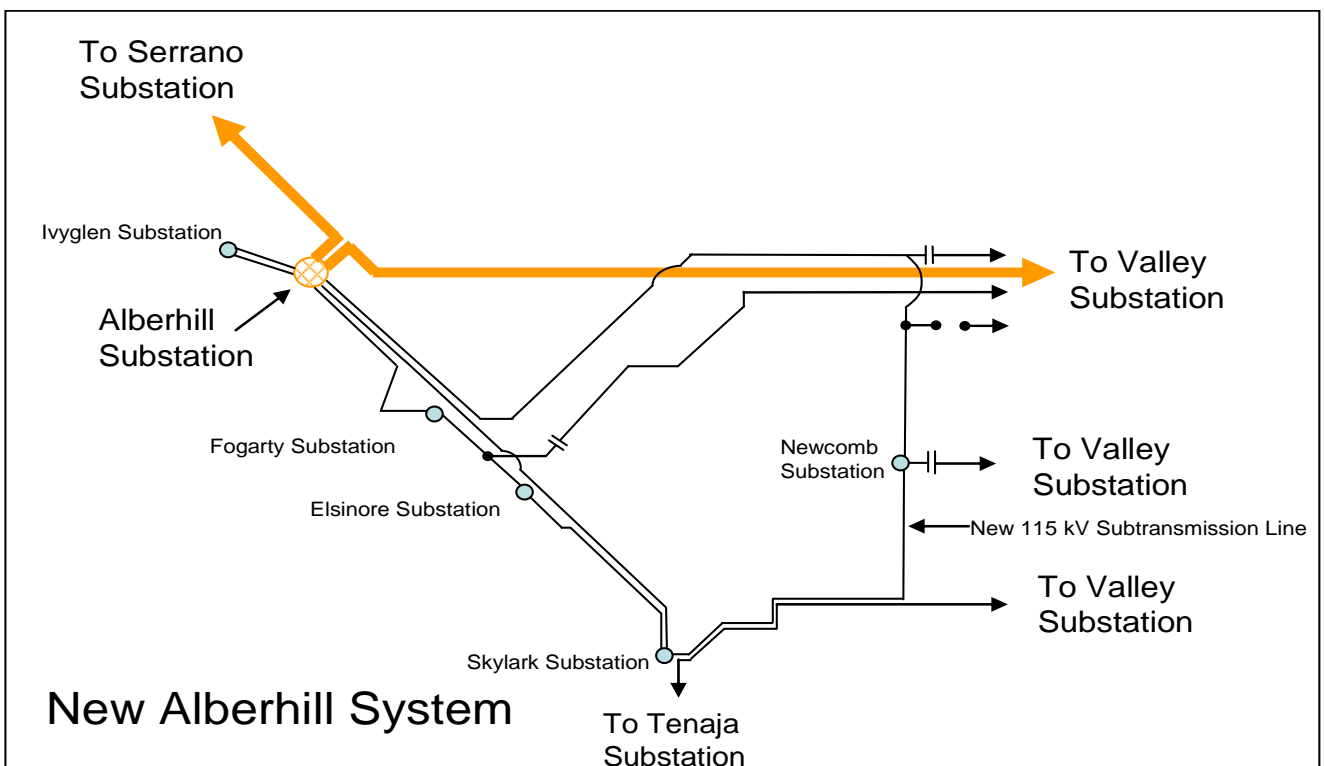 To Serrano
Substation
Ivyglen Substation
To Valley
Substation
Alberhill
Substation
Fogarty Substation
Newcomb
Substation
To Valley
Substation
Elsinore Substation
New 115 kV Subtransmission Line
To Valley
Substation
Skylark Substation
New Alberhill System
To Tenaja
Substation